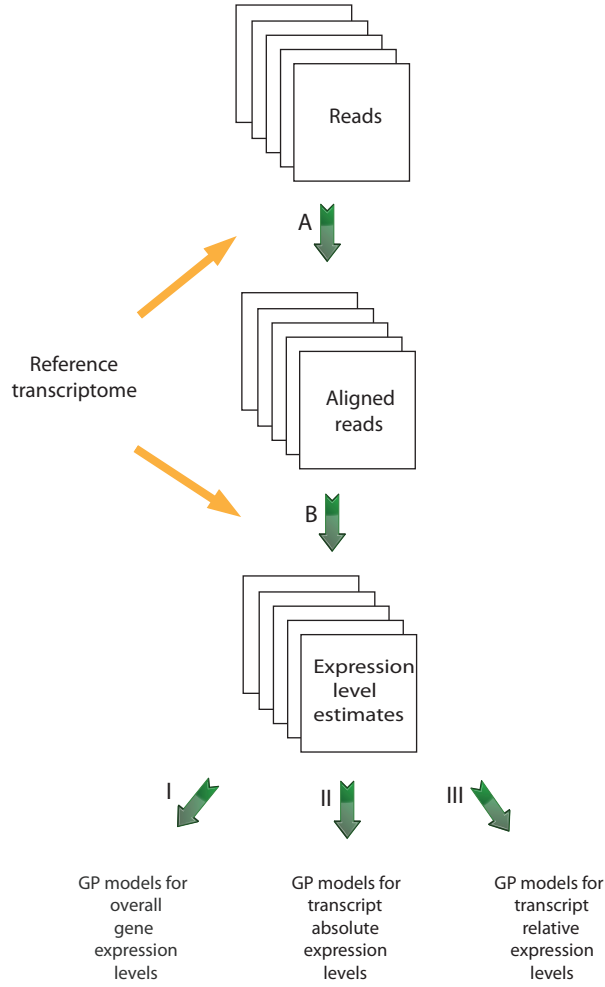 Reads
A
Reference
transcriptome
Aligned
reads
B
Expression
level
estimates
I
II
III
GP models for
overall
gene
expression
levels
GP models for
transcript
absolute
expression
levels
GP models for
transcript
relative
expression
levels